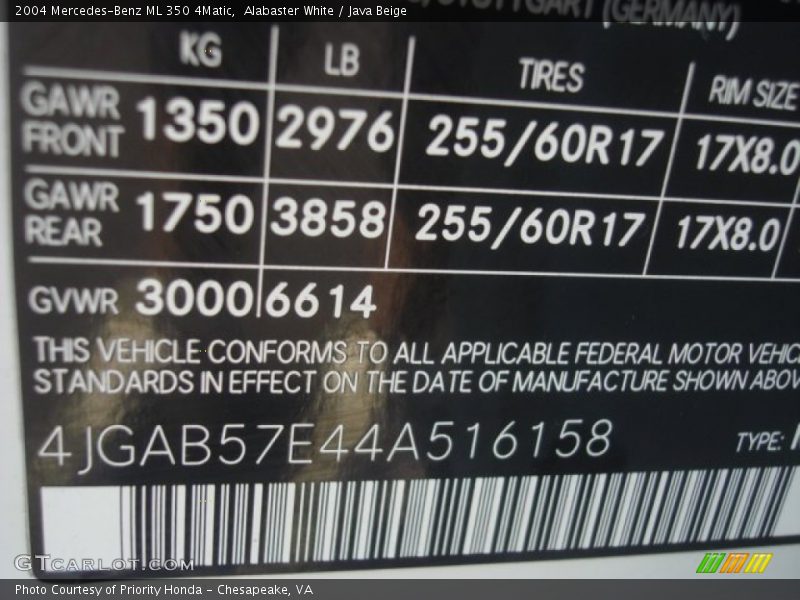 2004 Mercedes-Benz ML 350 4Matic,  Alabaster White / Java Beige
STUTTGART (GERMANY)
KG LB TIRES RIM SIZE
GAWR FRONT 1350 2976 255/60R17 17X8.0
GAWR REAR 1750 3858 255/60R17 17X8.0
GVWR 3000 6614
THIS VEHICLE CONFORMS TO ALL APPLICABLE FEDERAL MOTOR VEHIC
STANDARDS IN EFFECT ON THE DATE OF MANUFACTURE SHOWN ABOV
4JGAB57E44A516158 TYPE:
GTCARLOT.COM
Photo Courtesy of Priority Honda - Chesapeake, VA